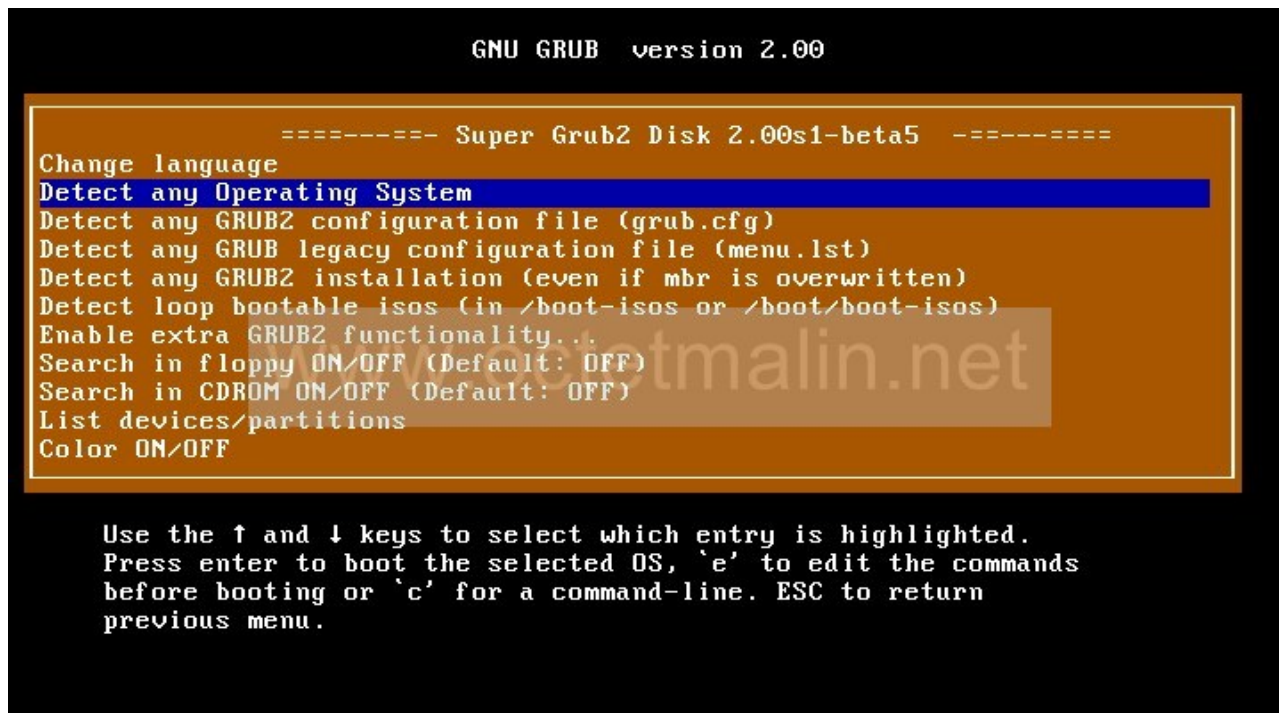 GNU GRUB version 2.00
====---==- Super Grub2 Disk 2.00s1-beta5 -==---====
Change language
Detect any Operating System
Detect any GRUB2 configuration file (grub.cfg)
Detect any GRUB legacy configuration file (menu.lst)
Detect any GRUB2 installation (even if mbr is overwritten)
Detect loop bootable isos (in /boot-isos or /boot/boot-isos)
Enable extra GRUB2 functionality...
Search in floppy ON/OFF (Default: OFF)
Search in CDROM ON/OFF (Default: OFF)
List devices/partitions
Color ON/OFF
www.octetmalin.net
Use the ↑ and ↓ keys to select which entry is highlighted.
Press enter to boot the selected OS, `e' to edit the commands
before booting or `c' for a command-line. ESC to return
previous menu.